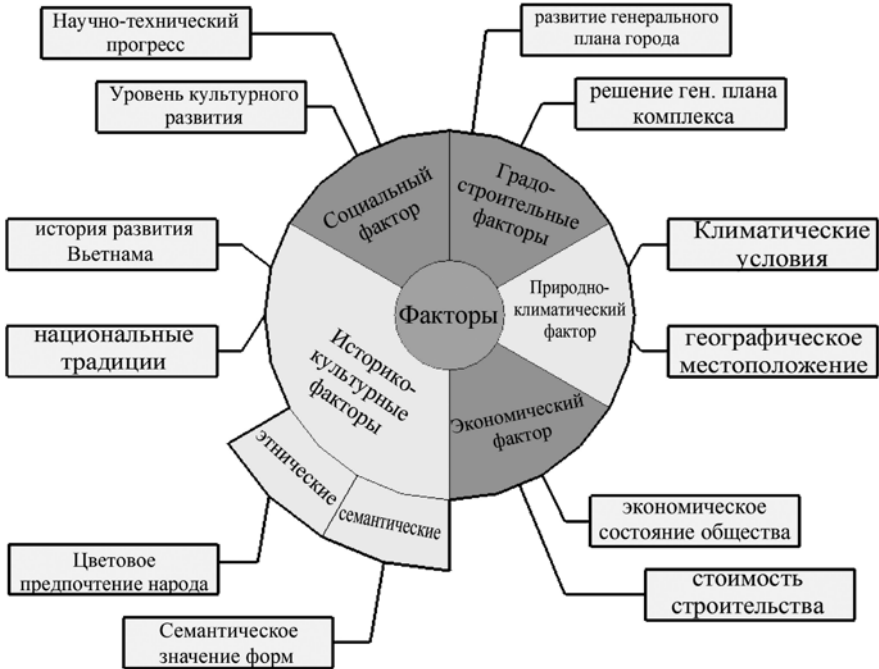 Научно-технический
прогресс
Уровень культурного
развития
история развития
Вьетнама
национальные
традиции
Цветовое
предпочтение народа
Семантическое
значение форм
развитие генерального
плана города
решение ген. плана
комплекса
Климатические
условия
географическое
местоположение
экономическое
состояние общества
стоимость
строительства
Социальный
фактор
Градо-
строительные
факторы
Природно-
климатический
фактор
Факторы
Историко-
культурные
факторы
Экономический
фактор
этнические
семантические